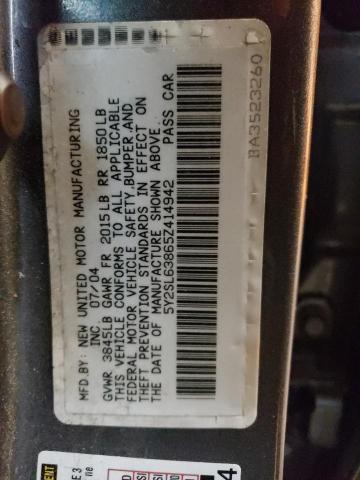 MFD.BY: NEW UNITED MOTOR MANUFACTURING
INC 07/04
GVWR 3845LB GAWR FR 2015LB RR 1850LB
THIS VEHICLE CONFORMS TO ALL APPLICABLE
FEDERAL MOTOR VEHICLE SAFETY,BUMPER,AND
THEFT PREVENTION STANDARDS IN EFFECT ON
THE DATE OF MANUFACTURE SHOWN ABOVE.
5Y2SL63865Z414942 PASS CAR
BA3523260
4